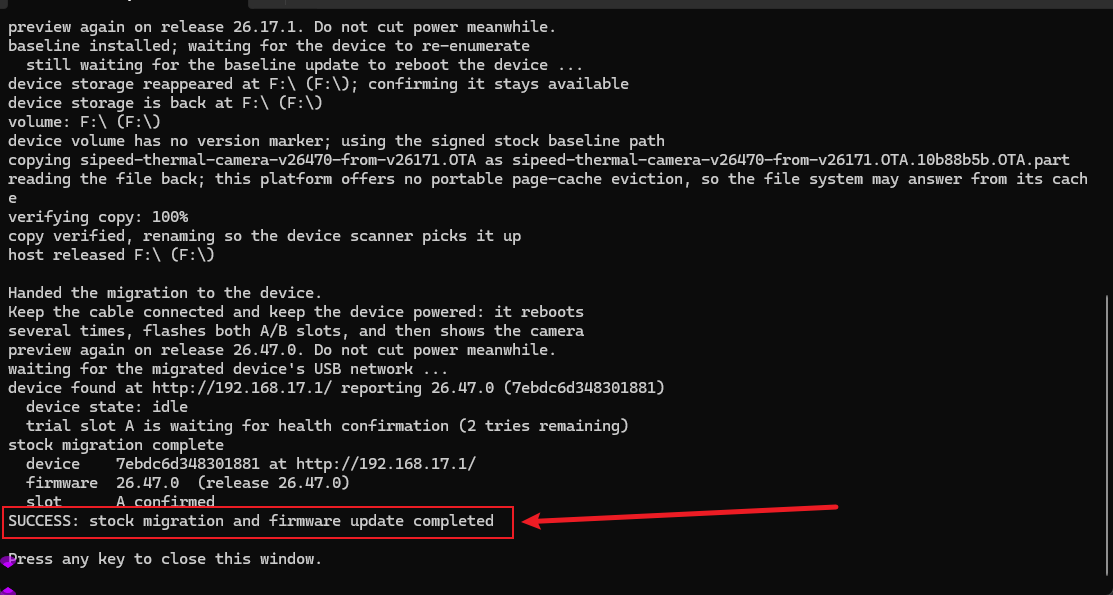 preview again on release 26.17.1. Do not cut power meanwhile.
baseline installed; waiting for the device to re-enumerate
  still waiting for the baseline update to reboot the device ...
device storage reappeared at F:\ (F:\); confirming it stays available
device storage is back at F:\ (F:\)
volume: F:\ (F:\)
device volume has no version marker; using the signed stock baseline path
copying sipeed-thermal-camera-v26470-from-v26171.OTA as sipeed-thermal-camera-v26470-from-v26171.OTA.10b88b5b.OTA.part
reading the file back; this platform offers no portable page-cache eviction, so the file system may answer from its cach
e
verifying copy: 100%
copy verified, renaming so the device scanner picks it up
host released F:\ (F:\)

Handed the migration to the device.
Keep the cable connected and keep the device powered: it reboots
several times, flashes both A/B slots, and then shows the camera
preview again on release 26.47.0. Do not cut power meanwhile.
waiting for the migrated device's USB network ...
device found at http://192.168.17.1/ reporting 26.47.0 (7ebdc6d348301881)
  device state: idle
  trial slot A is waiting for health confirmation (2 tries remaining)
stock migration complete
  device    7ebdc6d348301881 at http://192.168.17.1/
  firmware  26.47.0  (release 26.47.0)
  slot      A confirmed
SUCCESS: stock migration and firmware update completed

Press any key to close this window.